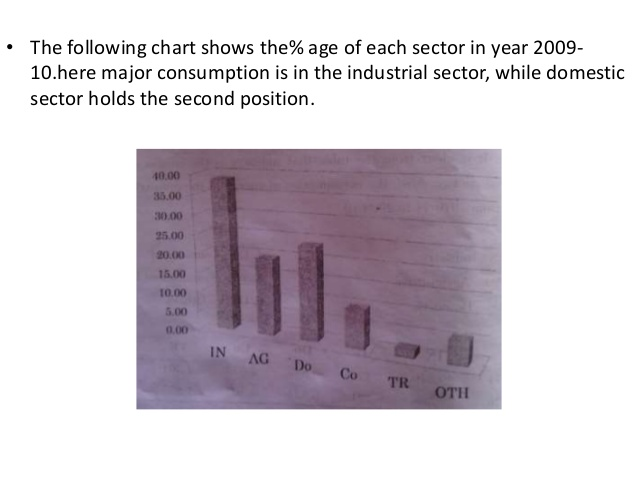 • The following chart shows the% age of each sector in year 2009-
10.here major consumption is in the industrial sector, while domestic
sector holds the second position.
40.00
35.00
30.00
25.00
20.00
15.00
10.00
5.00
0.00
IN AG Do Co TR OTH